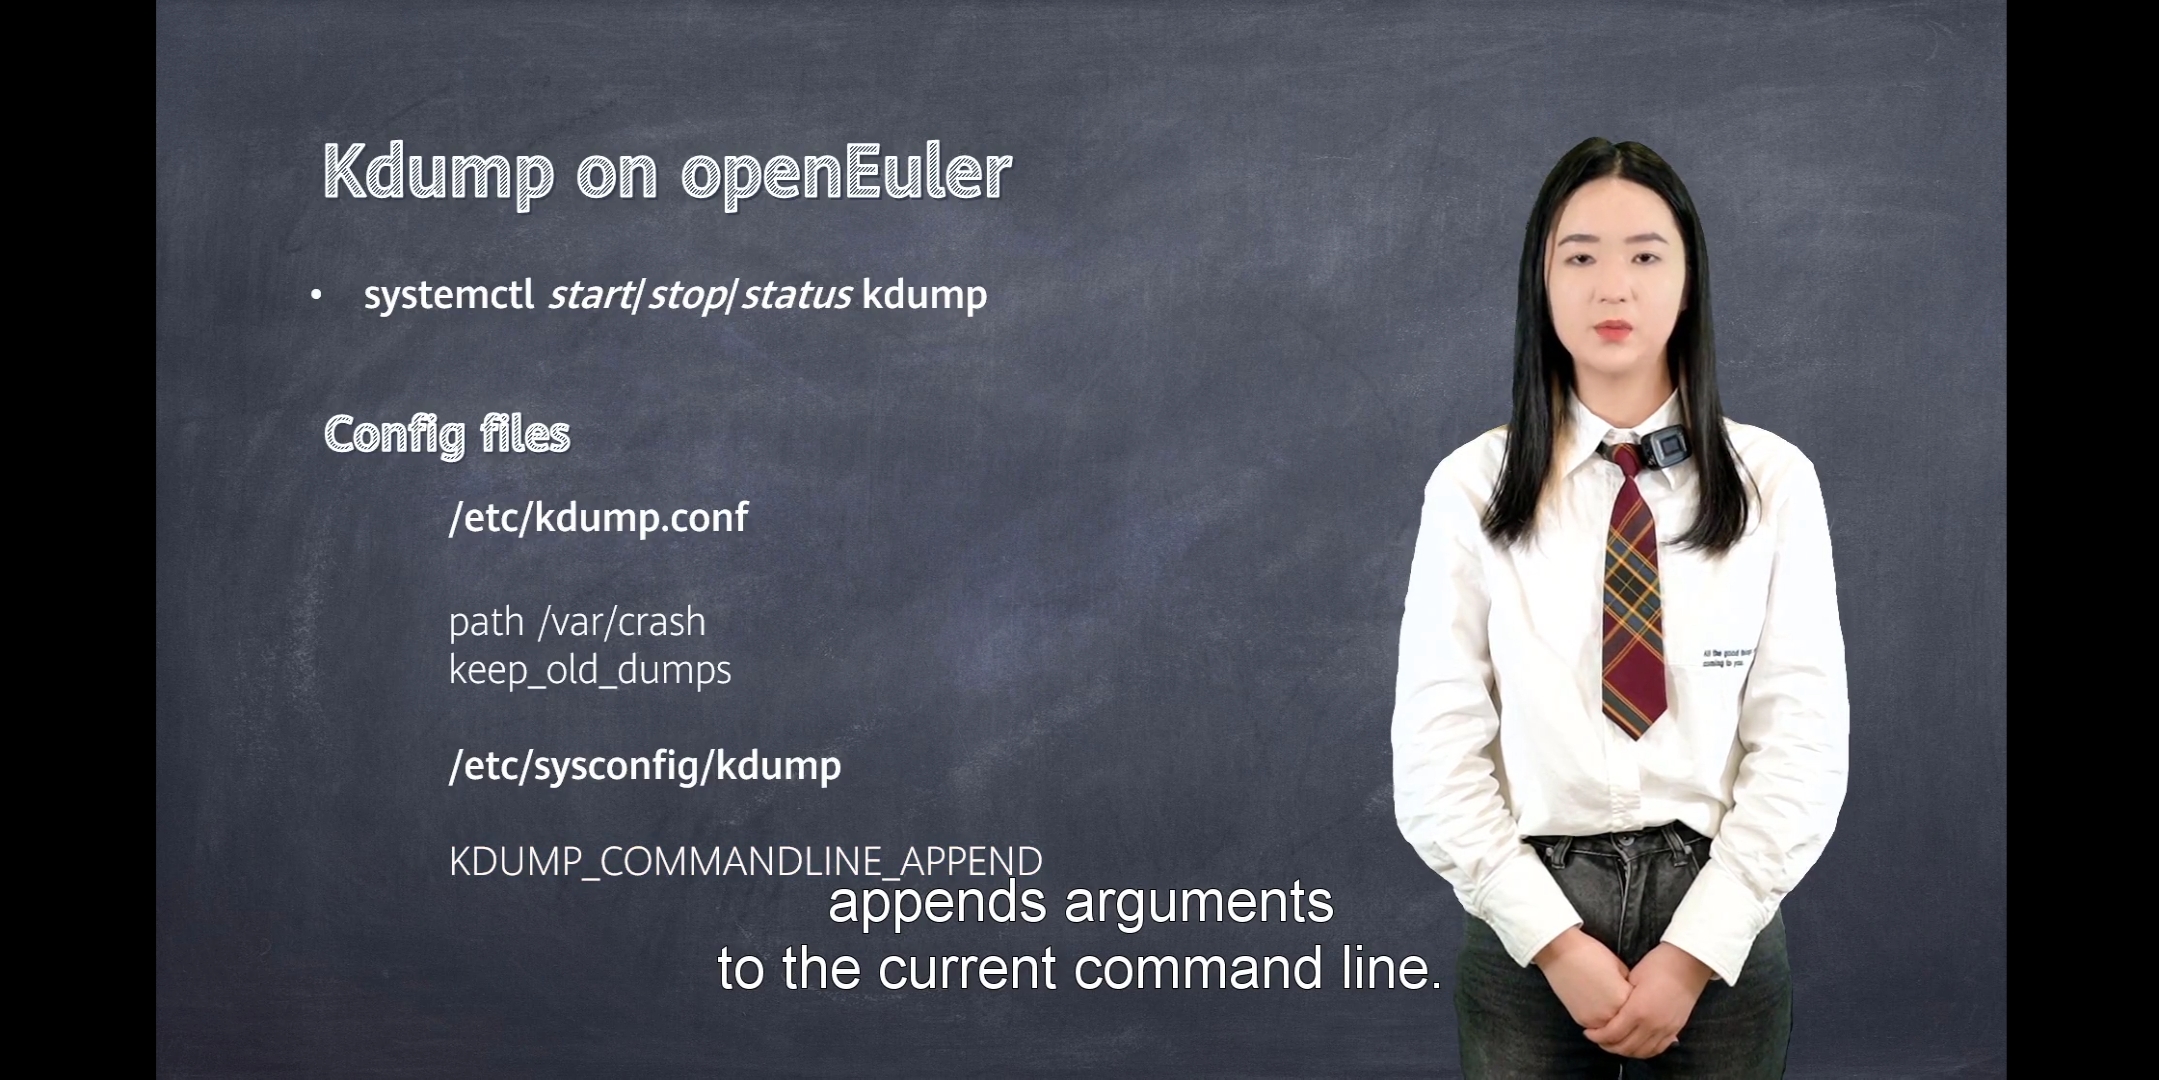 Kdump on openEuler
• systemctl start/stop/status kdump
Config files
/etc/kdump.conf
path /var/crash
keep_old_dumps
/etc/sysconfig/kdump
KDUMP_COMMANDLINE_APPEND
appends arguments
to the current command line.
All the good
coming to you